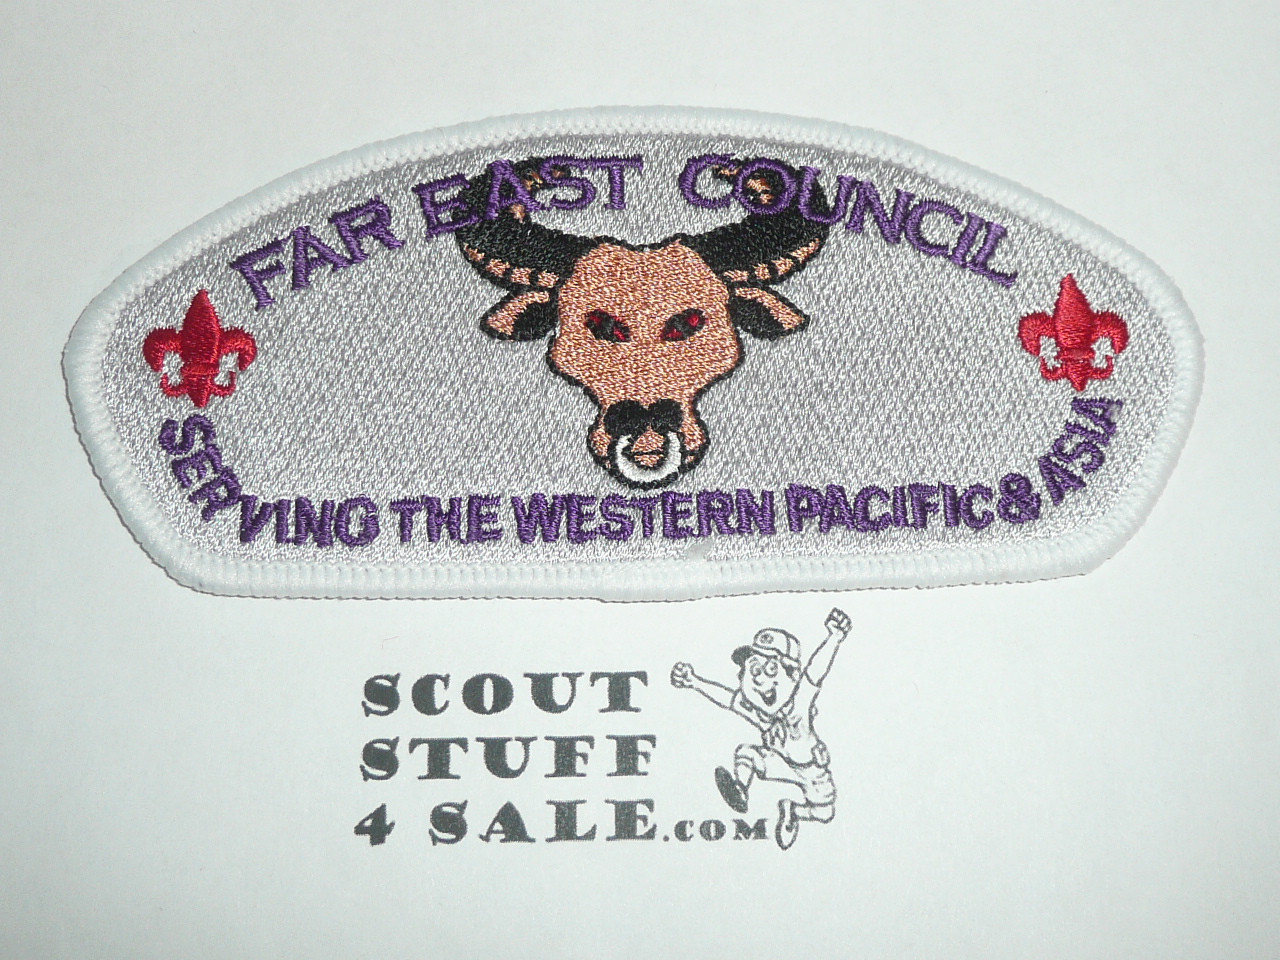 FAR EAST COUNCIL
SERVING THE WESTERN PACIFIC & ASIA
SCOUT
STUFF
4 SALE.COM